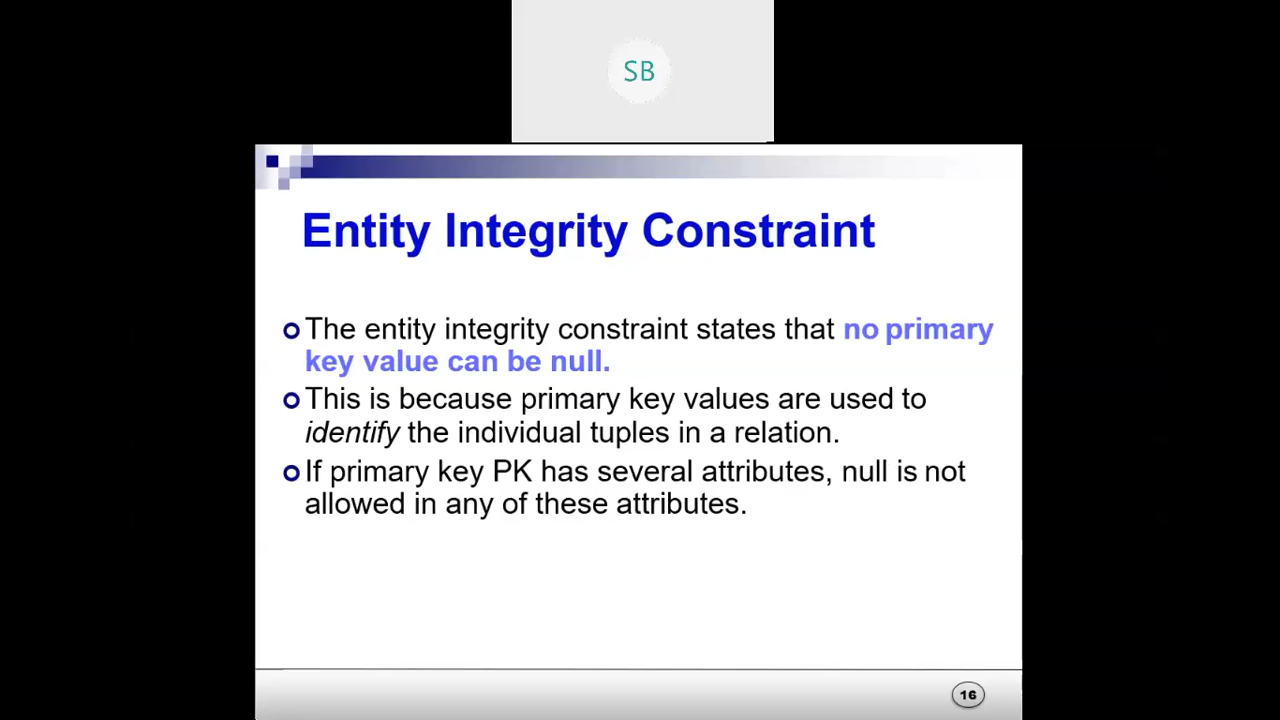 SB
Entity Integrity Constraint
The entity integrity constraint states that no primary
key value can be null.
This is because primary key values are used to
identify the individual tuples in a relation.
If primary key PK has several attributes, null is not
allowed in any of these attributes.
16